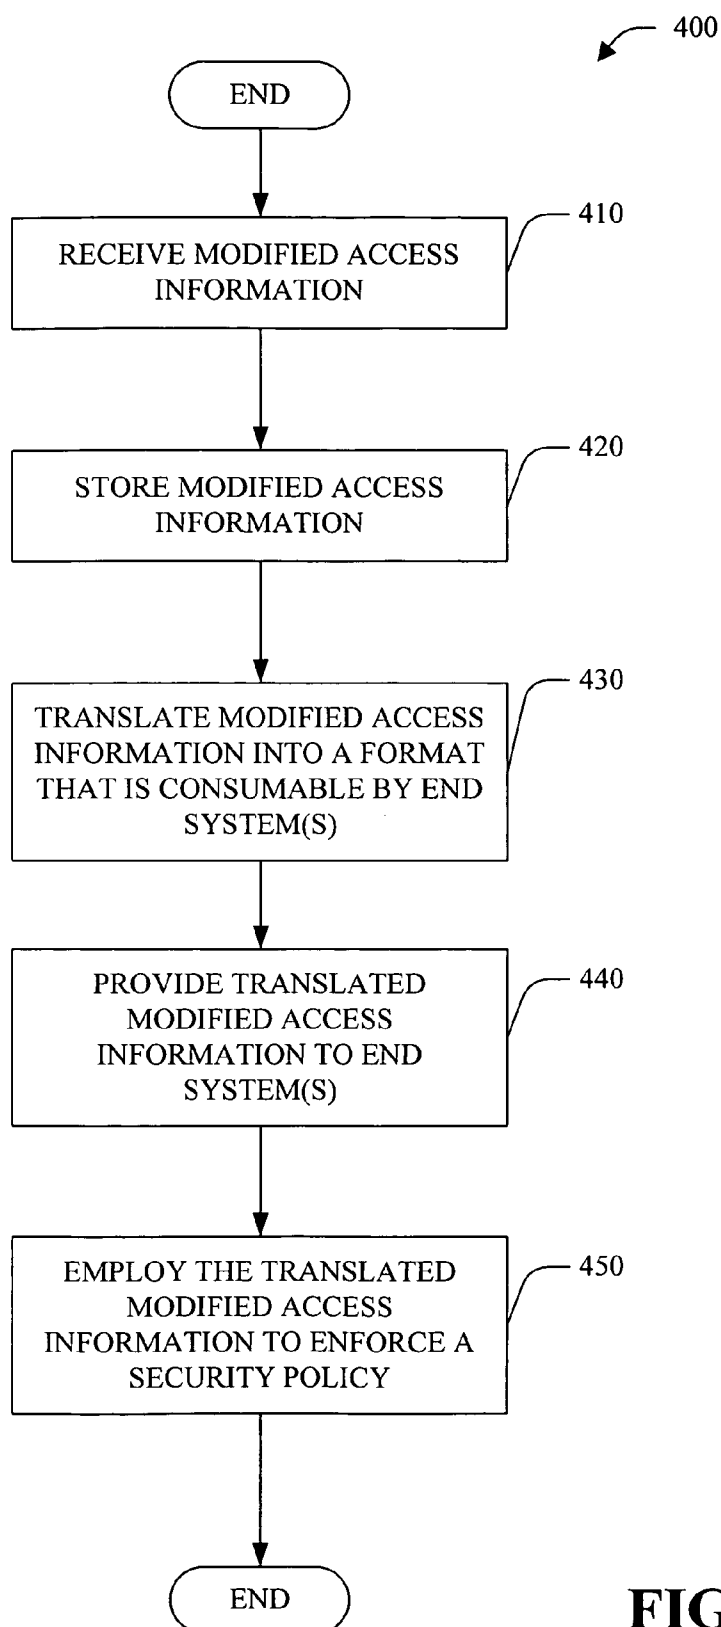 400
END
410
RECEIVE MODIFIED ACCESS
INFORMATION
420
STORE MODIFIED ACCESS
INFORMATION
430
TRANSLATE MODIFIED ACCESS
INFORMATION INTO A FORMAT
THAT IS CONSUMABLE BY END
SYSTEM(S)
440
PROVIDE TRANSLATED
MODIFIED ACCESS
INFORMATION TO END
SYSTEM(S)
450
EMPLOY THE TRANSLATED
MODIFIED ACCESS
INFORMATION TO ENFORCE A
SECURITY POLICY
END
FIG